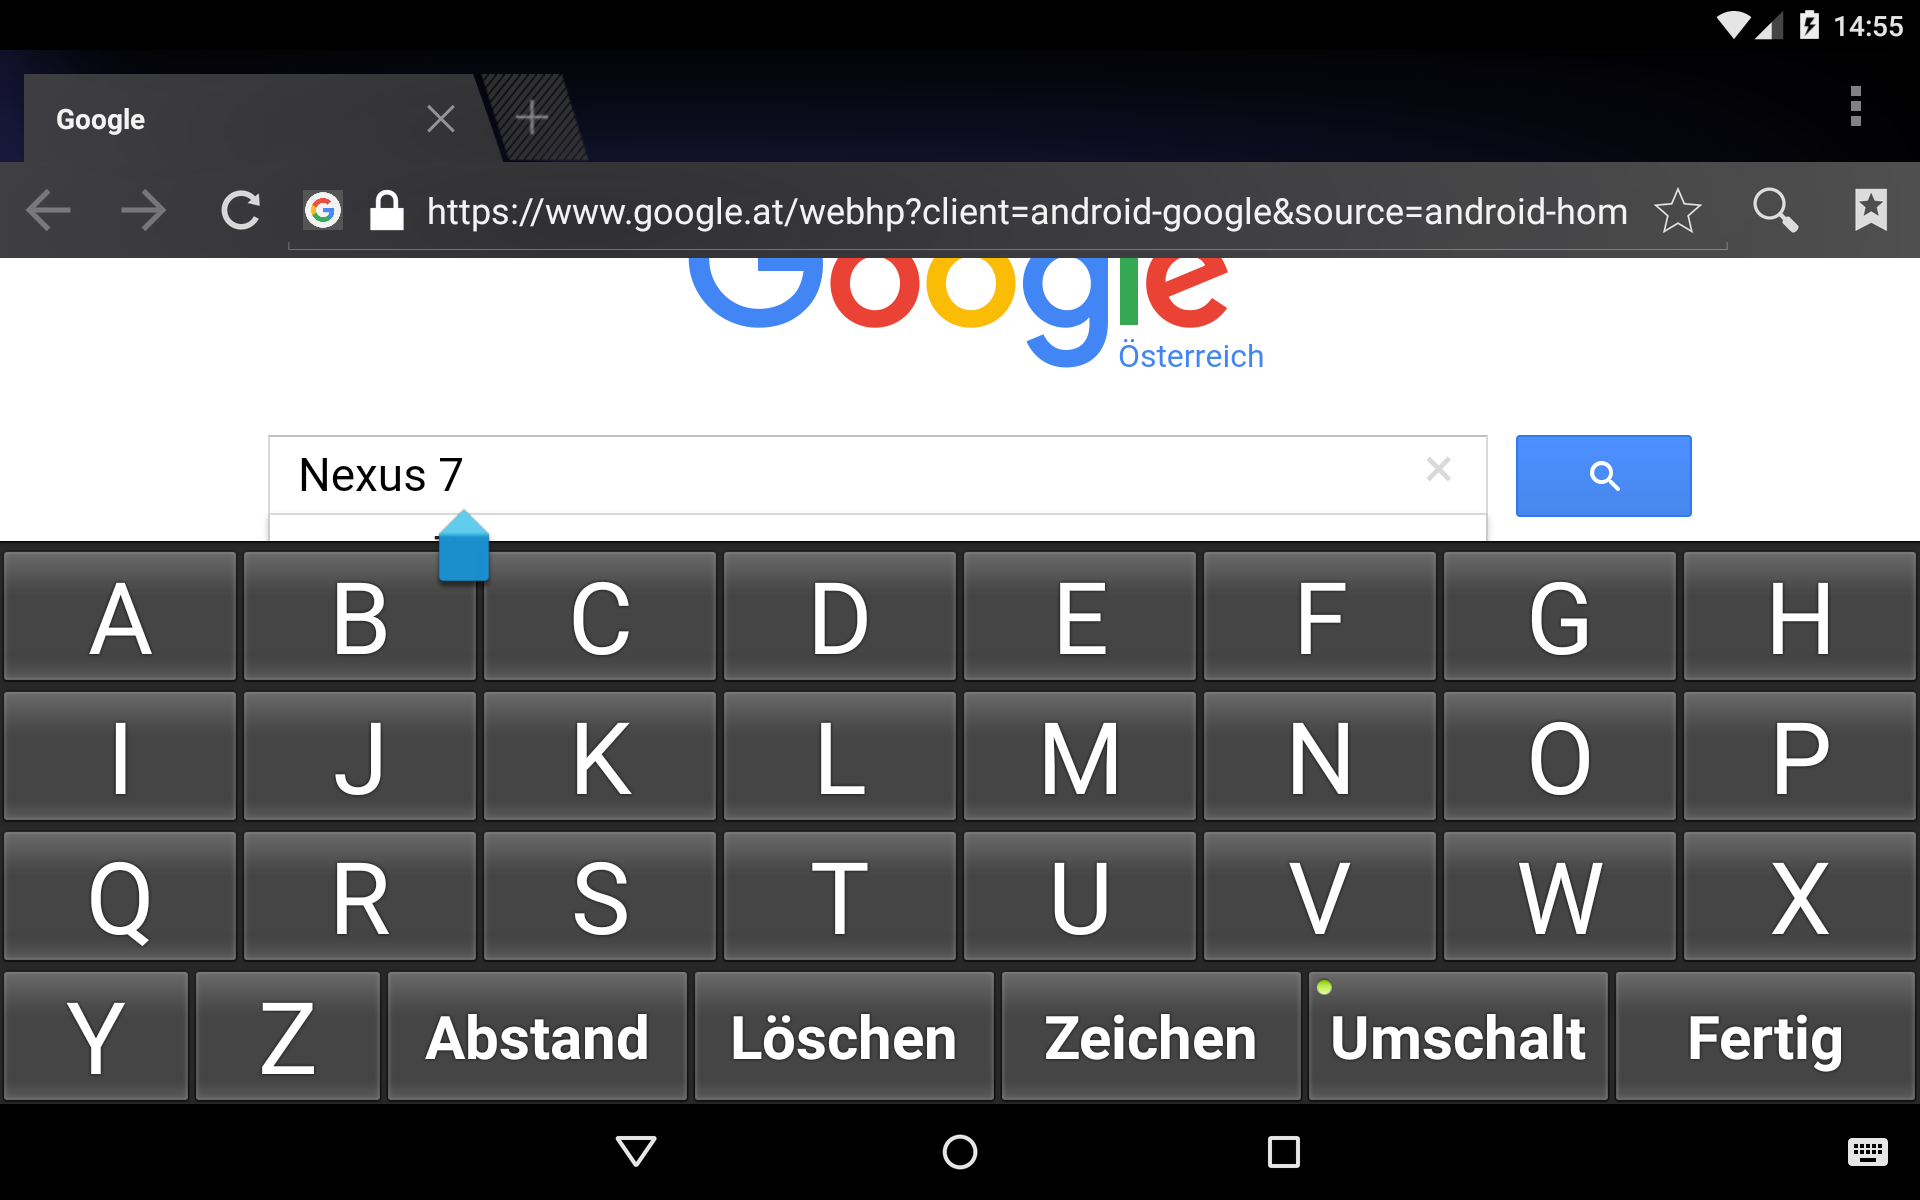 14:55
Google
https://www.google.at/webhp?client=android-google&source=android-hom
Google
Österreich
Nexus 7
A B C D E F G H
I J K L M N O P
Q R S T U V W X
Y Z Abstand Löschen Zeichen Umschalt Fertig